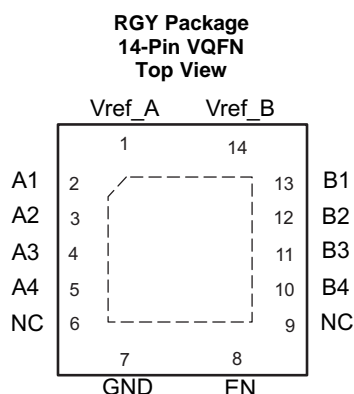 RGY Package
14-Pin VQFN
Top View
Vref_A Vref_B
1 14
A1 2 13 B1
A2 3 12 B2
A3 4 11 B3
A4 5 10 B4
NC 6 9 NC
7 8
GND EN